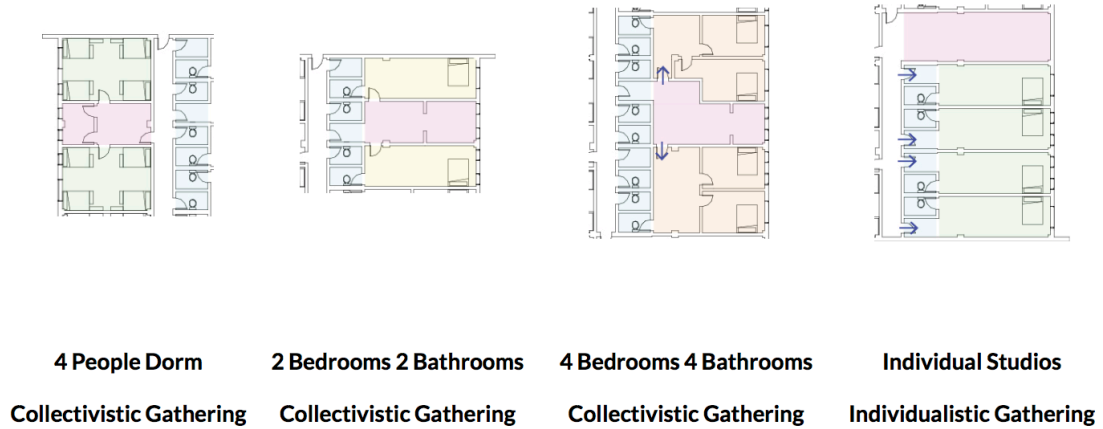 4 People Dorm
2 Bedrooms 2 Bathrooms
4 Bedrooms 4 Bathrooms
Individual Studios
Collectivistic Gathering
Collectivistic Gathering
Collectivistic Gathering
Individualistic Gathering